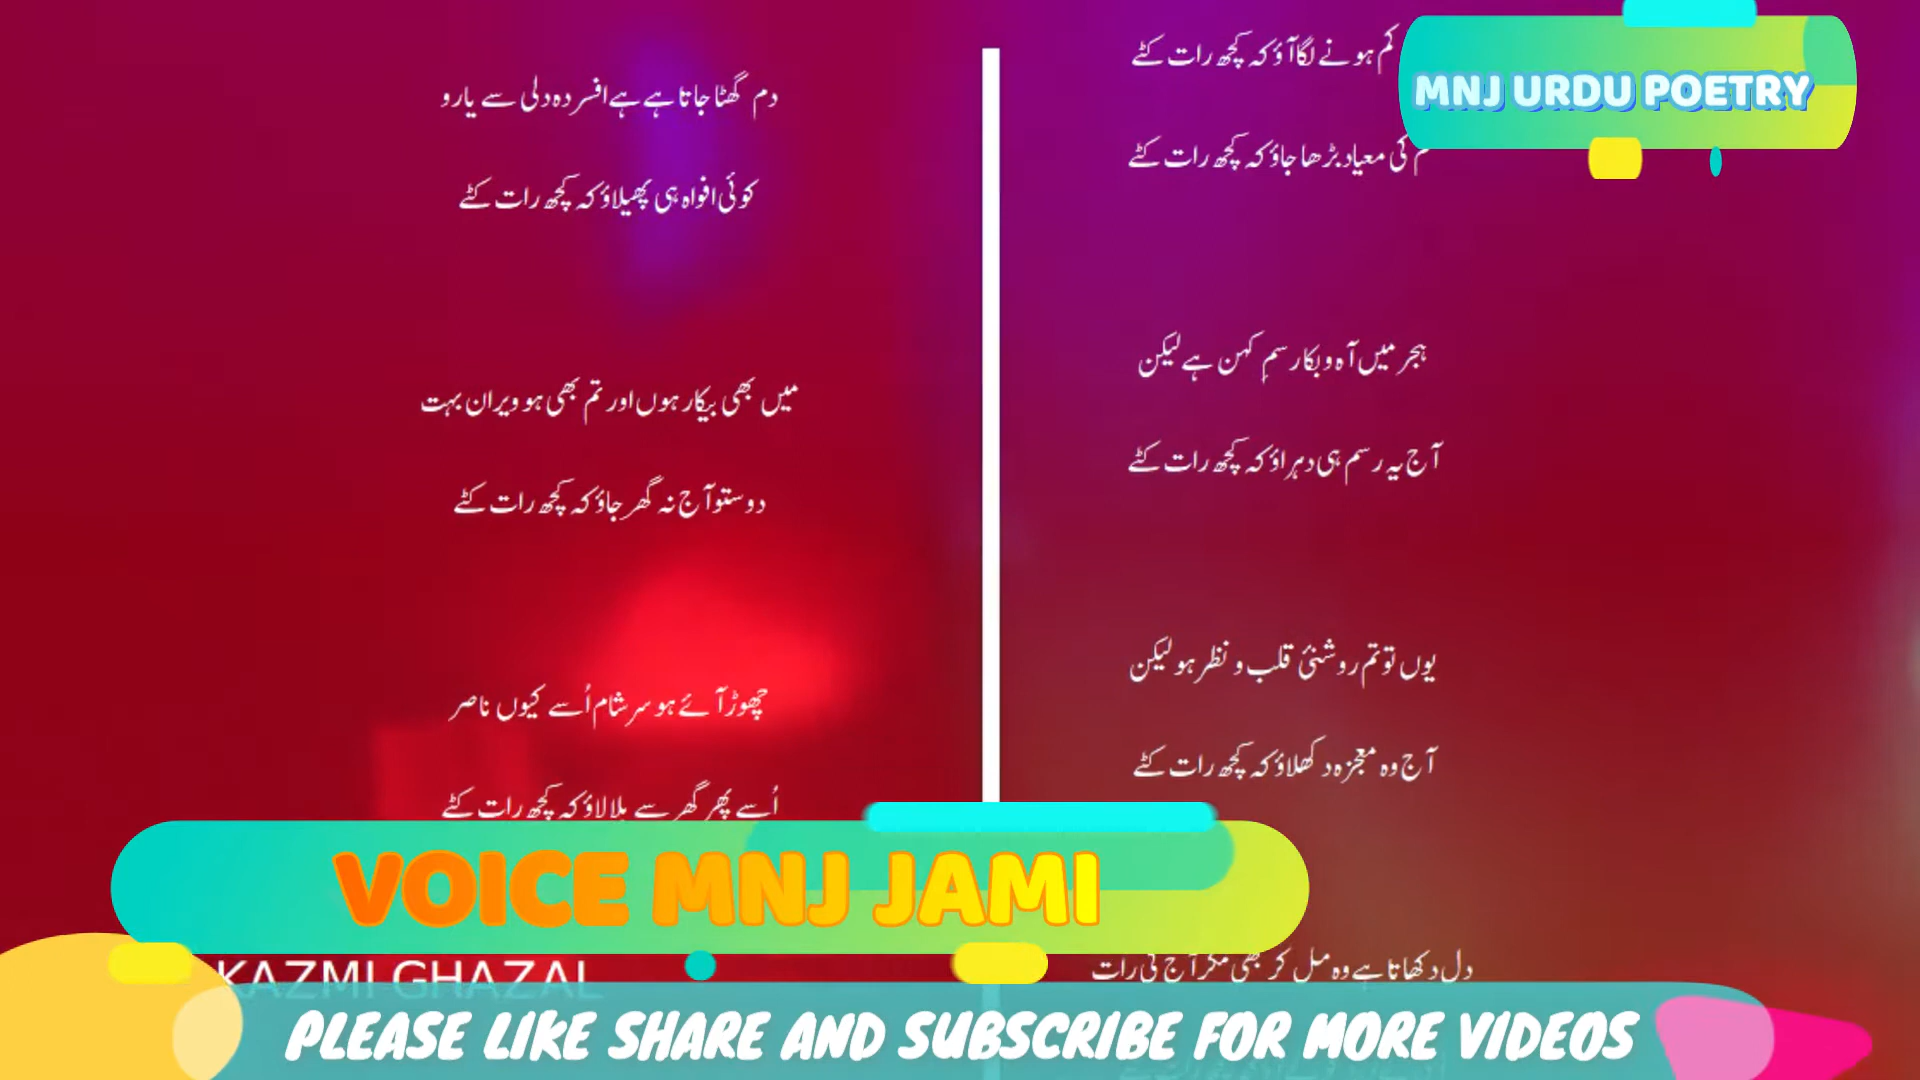 MNJ URDU POETRY
کم ہونے لگا آؤ کہ کچھ رات کٹے
کی معیاد بڑھا جاؤ کہ کچھ رات کٹے
ہجر میں آہ و بکا رسمِ کہن ہے لیکن
آج یہ رسم ہی دہراؤ کہ کچھ رات کٹے
یوں تو تم روشنئ قلب و نظر ہو لیکن
آج وہ معجزہ دکھلاؤ کہ کچھ رات کٹے
دل دکھاتا ہے وہ مل کر بھی مگر آج کی رات
دم گھٹا جاتا ہے ہے افسردہ دلی سے یارو
کوئی افواہ ہی پھیلاؤ کہ کچھ رات کٹے
میں بھی بیکار ہوں اور تم بھی ہو ویران بہت
دوستو آج نہ گھر جاؤ کہ کچھ رات کٹے
چھوڑ آئے ہو سرشام اُسے کیوں ناصر
اُسے پھر گھر سے بلا لاؤ کہ کچھ رات کٹے
VOICE MNJ JAMI
KAZMI GHAZAL
PLEASE LIKE SHARE AND SUBSCRIBE FOR MORE VIDEOS